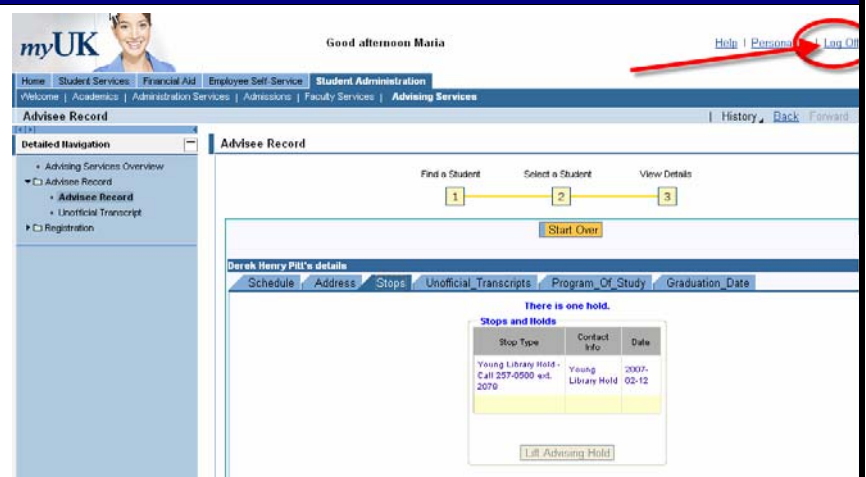 myUK
Good afternoon Maria
Help | Persona | Log Off
Home Student Services Financial Aid Employee Self-Service Student Administration
Welcome | Academics | Administration Services | Admissions | Faculty Services | Advising Services
Advisee Record
| History Back Forward
Detailed Navigation
Advisee Record
Advising Services Overview
Advisee Record
Advisee Record
Unofficial Transcript
Registration
Find a Student Select a Student View Details
1 2 3
Start Over
Derek Henry Pitt's details
Schedule Address Stops Unofficial_Transcripts Program_Of_Study Graduation_Date
There is one hold.
Stops and Holds
Stop Type Contact Info Date
Young Library Hold - Call 257-0500 ext. 2079 Young Library Hold 2007-02-12
Lift Advising Hold